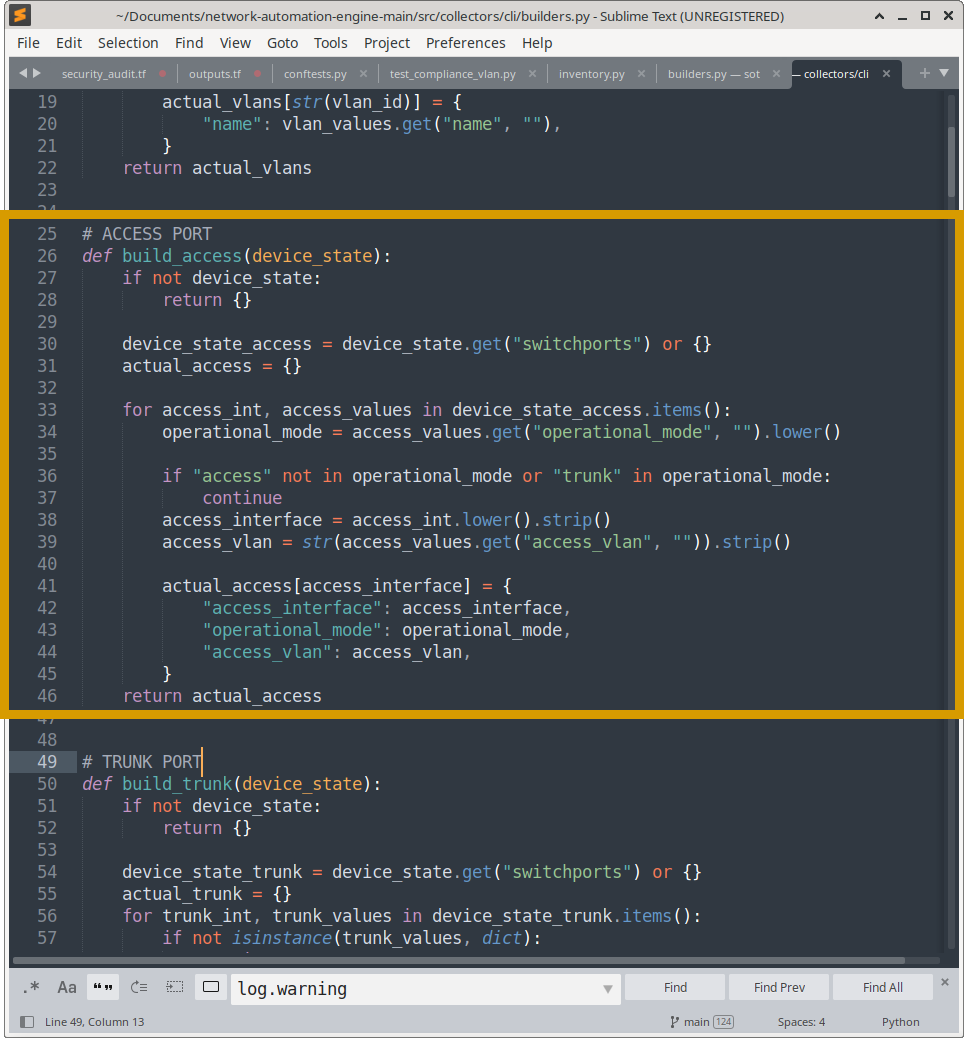 ~/Documents/network-automation-engine-main/src/collectors/cli/builders.py - Sublime Text (UNREGISTERED)
File Edit Selection Find View Goto Tools Project Preferences Help
security_audit.tf outputs.tf conftests.py test_compliance_vlan.py inventory.py builders.py — sot — collectors/cli
19 actual_vlans[str(vlan_id)] = {
20 "name": vlan_values.get("name", ""),
21 }
22 return actual_vlans
23
24
25 # ACCESS PORT
26 def build_access(device_state):
27 if not device_state:
28 return {}
29
30 device_state_access = device_state.get("switchports") or {}
31 actual_access = {}
32
33 for access_int, access_values in device_state_access.items():
34 operational_mode = access_values.get("operational_mode", "").lower()
35
36 if "access" not in operational_mode or "trunk" in operational_mode:
37 continue
38 access_interface = access_int.lower().strip()
39 access_vlan = str(access_values.get("access_vlan", "")).strip()
40
41 actual_access[access_interface] = {
42 "access_interface": access_interface,
43 "operational_mode": operational_mode,
44 "access_vlan": access_vlan,
45 }
46 return actual_access
47
48
49 # TRUNK PORT
50 def build_trunk(device_state):
51 if not device_state:
52 return {}
53
54 device_state_trunk = device_state.get("switchports") or {}
55 actual_trunk = {}
56 for trunk_int, trunk_values in device_state_trunk.items():
57 if not isinstance(trunk_values, dict):
.* Aa "" log.warning Find Find Prev Find All
Line 49, Column 13 main 124 Spaces: 4 Python